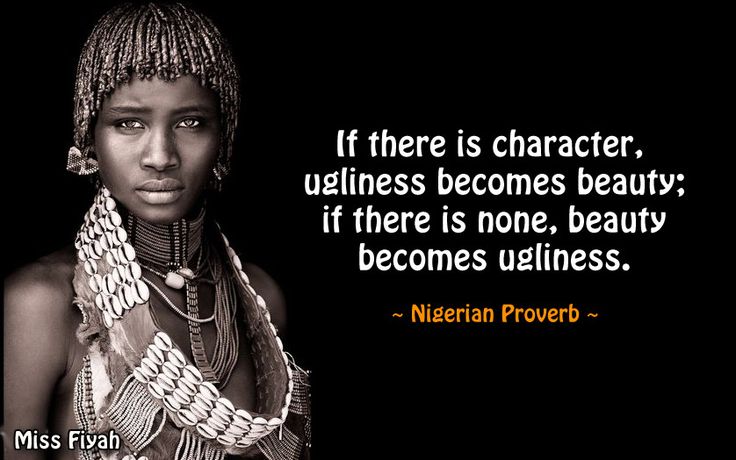 If there is character,
ugliness becomes beauty;
if there is none, beauty
becomes ugliness.
~ Nigerian Proverb ~
Miss Fiyah